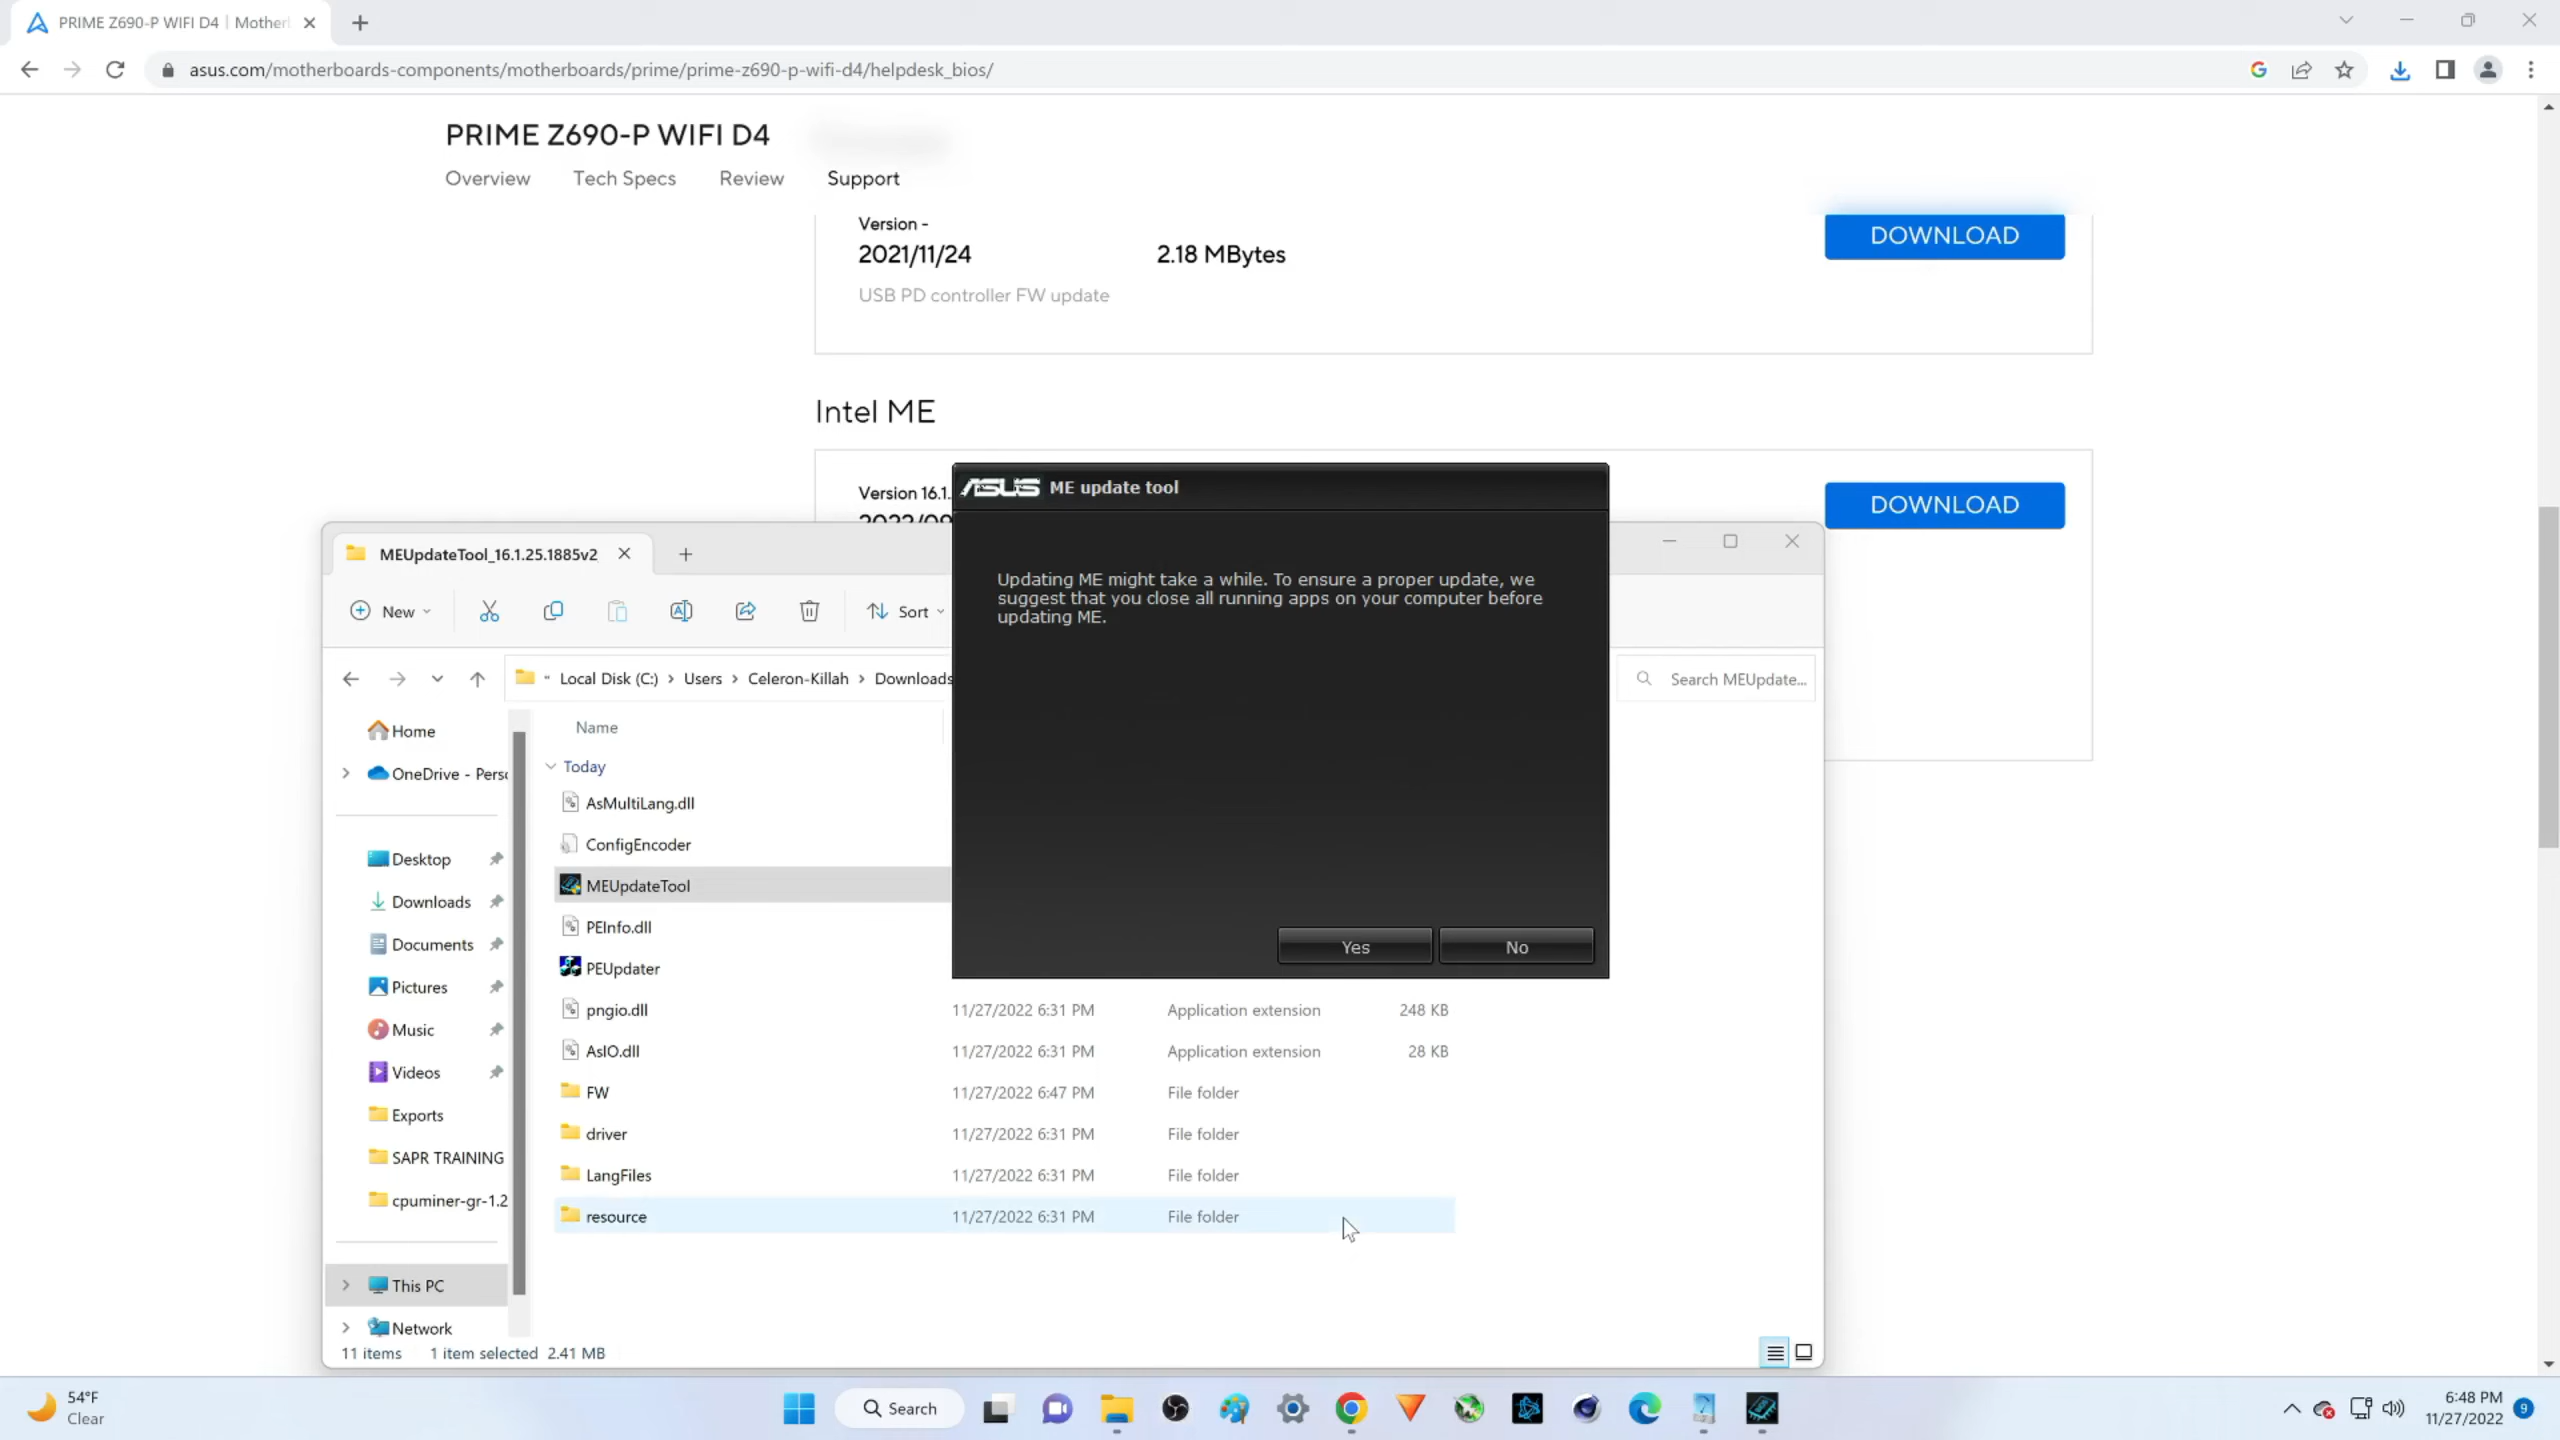 PRIME Z690-P WIFI D4 | Mother
asus.com/motherboards-components/motherboards/prime/prime-z690-p-wifi-d4/helpdesk_bios/
PRIME Z690-P WIFI D4
Overview
Tech Specs
Review
Support
Version -
2021/11/24
2.18 MBytes
DOWNLOAD
USB PD controller FW update
Intel ME
Version 16.1.
2022/09
DOWNLOAD
ASUS ME update tool
Updating ME might take a while. To ensure a proper update, we
suggest that you close all running apps on your computer before
updating ME.
Yes
No
MEUpdateTool_16.1.25.1885v2
New
Sort
Local Disk (C:) > Users > Celeron-Killah > Downloads
Search MEUpdate...
Home
OneDrive - Pers
Desktop
Downloads
Documents
Pictures
Music
Videos
Exports
SAPR TRAINING
cpuminer-gr-1.2
This PC
Network
Name
Today
AsMultiLang.dll
ConfigEncoder
MEUpdateTool
PEInfo.dll
PEUpdater
pngio.dll 11/27/2022 6:31 PM Application extension 248 KB
AsIO.dll 11/27/2022 6:31 PM Application extension 28 KB
FW 11/27/2022 6:47 PM File folder
driver 11/27/2022 6:31 PM File folder
LangFiles 11/27/2022 6:31 PM File folder
resource 11/27/2022 6:31 PM File folder
11 items 1 item selected 2.41 MB
54°F
Clear
Search
6:48 PM
11/27/2022
9